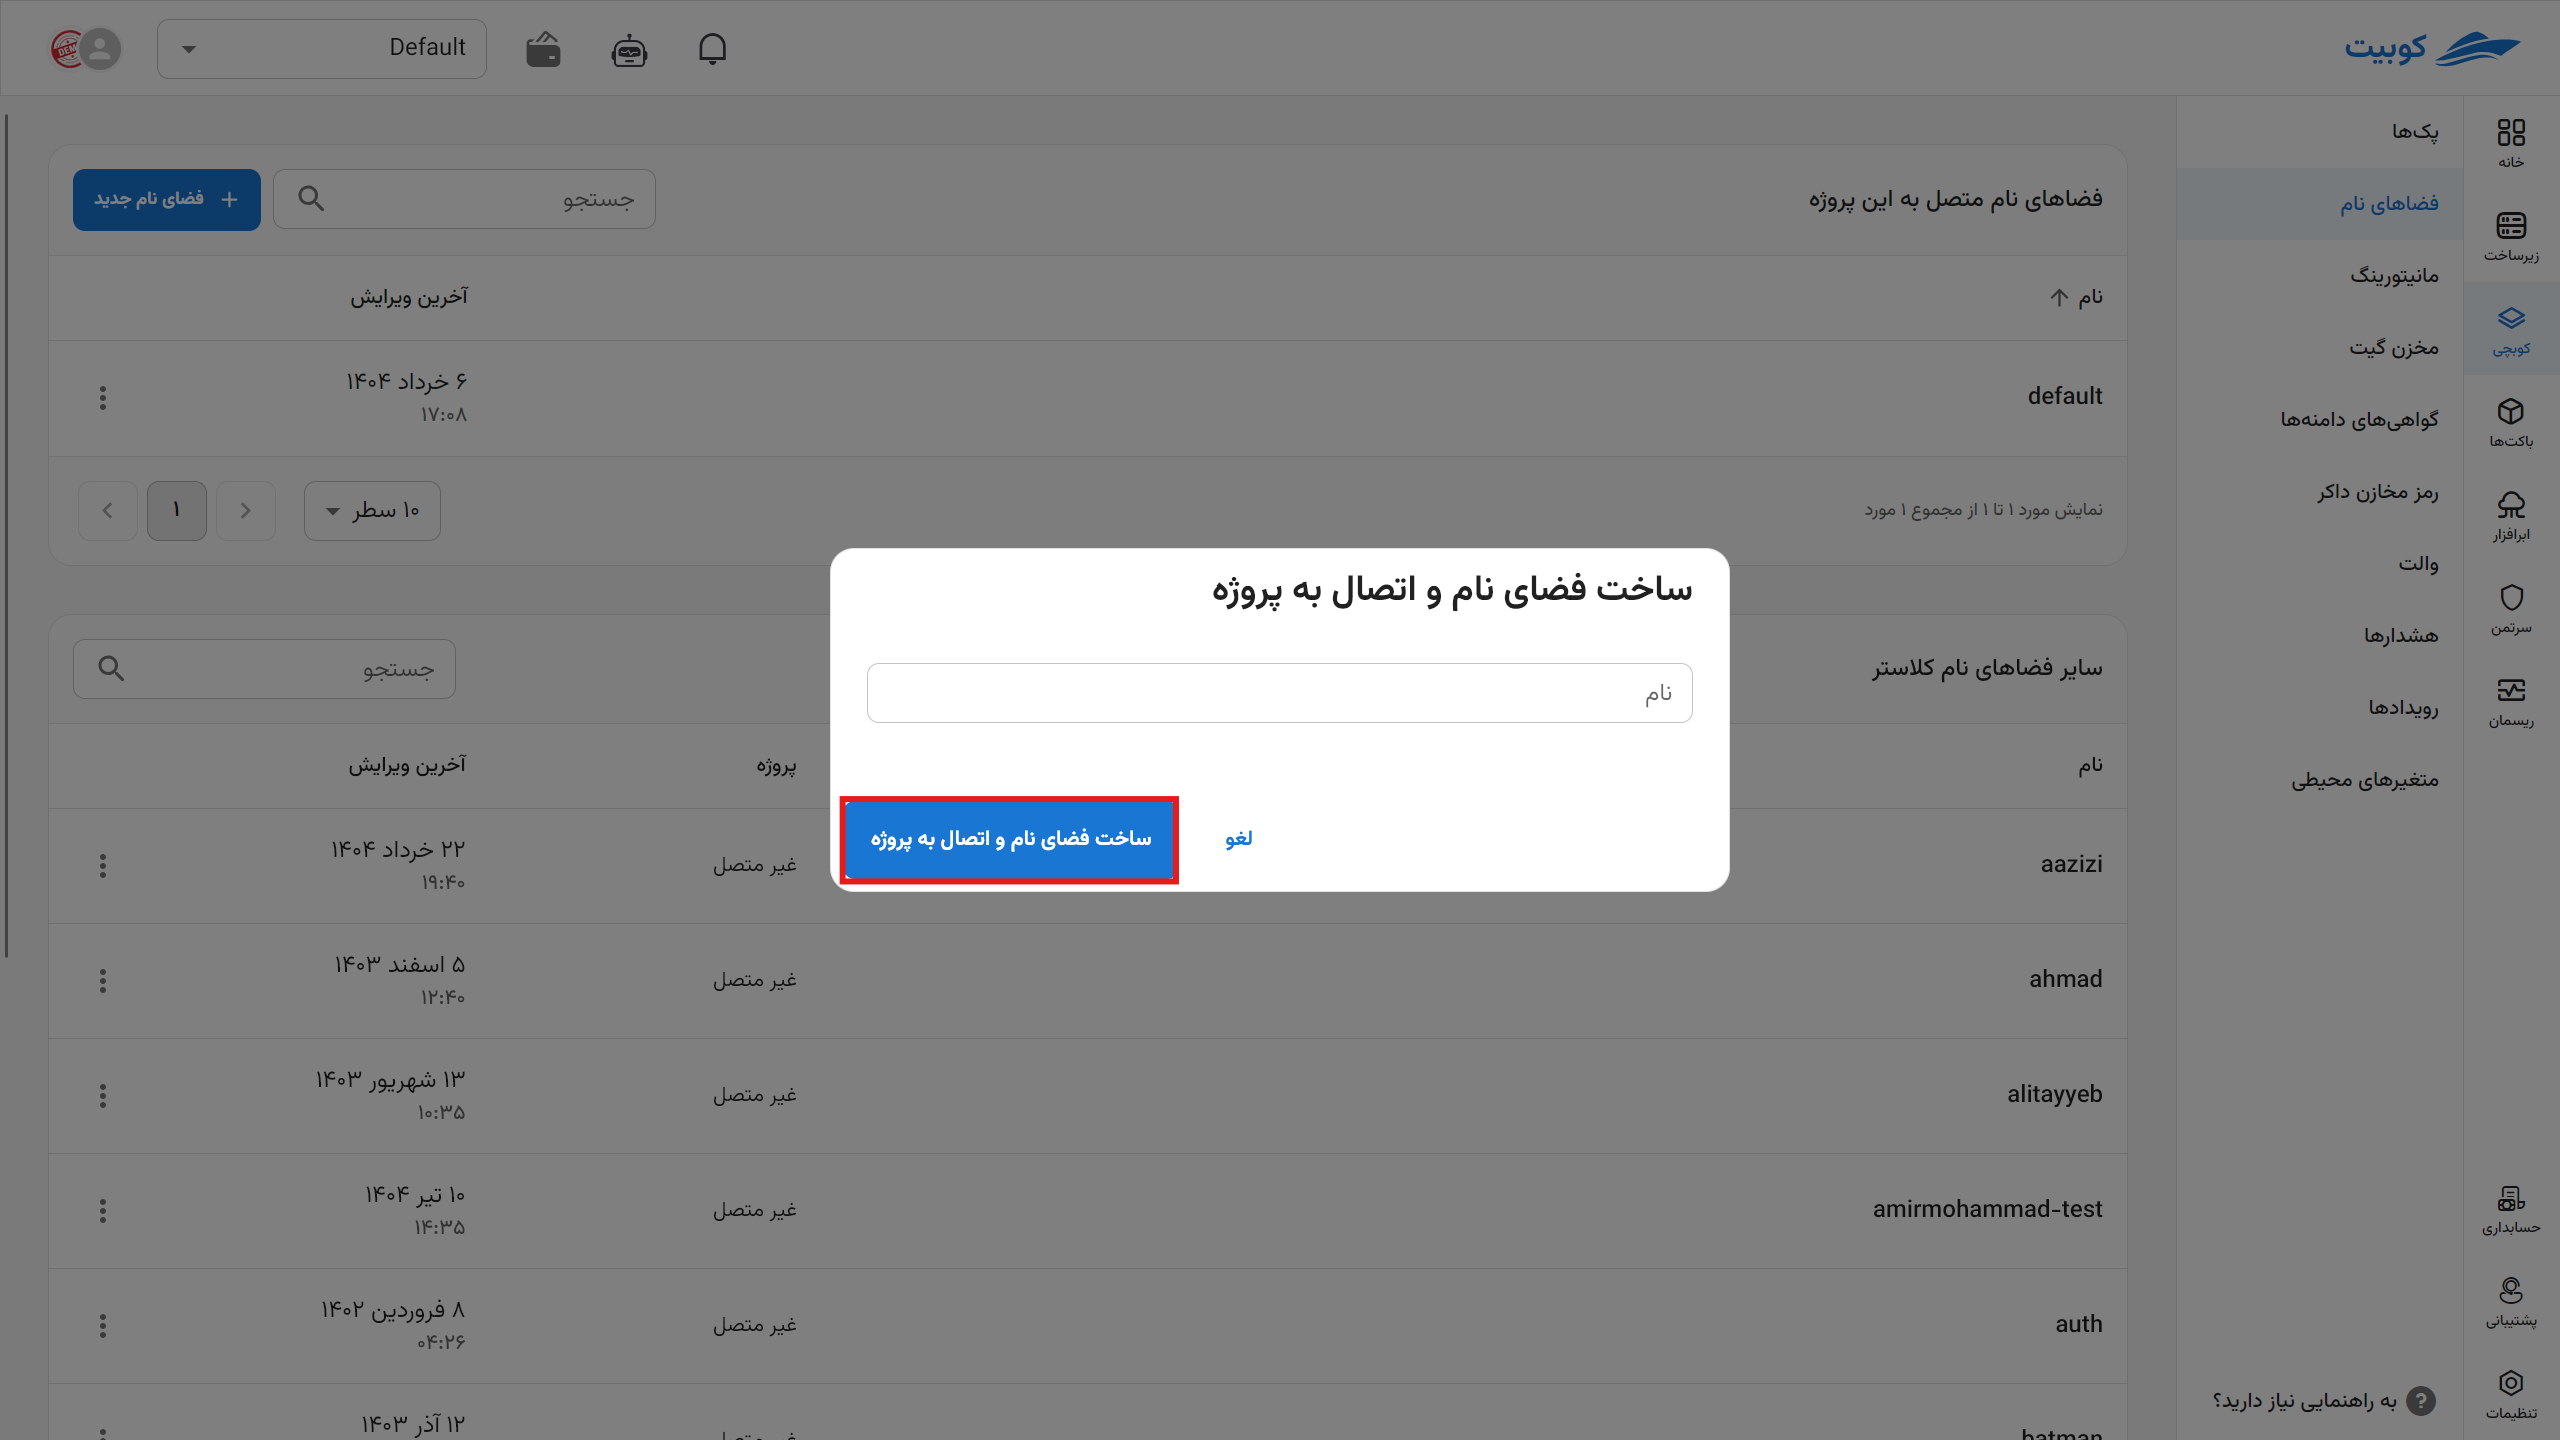 کوبیت
Default
DEM
خانه
زیرساخت
کوبچی
باکت‌ها
ابرافزار
سرتمن
ریسمان
حسابداری
پشتیبانی
تنظیمات
پک‌ها
فضاهای نام
مانیتورینگ
مخزن گیت
گواهی‌های دامنه‌ها
رمز مخازن داکر
والت
هشدارها
رویدادها
متغیرهای محیطی
به راهنمایی نیاز دارید؟
فضاهای نام متصل به این پروژه
جستجو
فضای نام جدید
نام
آخرین ویرایش
default
۶ خرداد ۱۴۰۴
۱۷:۰۸
نمایش مورد ۱ تا ۱ از مجموع ۱ مورد
۱۰ سطر
۱
ساخت فضای نام و اتصال به پروژه
نام
لغو
ساخت فضای نام و اتصال به پروژه
سایر فضاهای نام کلاستر
جستجو
نام
پروژه
آخرین ویرایش
aazizi
غیر متصل
۲۲ خرداد ۱۴۰۴
۱۹:۴۰
ahmad
غیر متصل
۵ اسفند ۱۴۰۳
۱۲:۴۰
alitayyeb
غیر متصل
۱۳ شهریور ۱۴۰۳
۱۰:۳۵
amirmohammad-test
غیر متصل
۱۰ تیر ۱۴۰۴
۱۴:۳۵
auth
غیر متصل
۸ فروردین ۱۴۰۲
۰۴:۲۶
batman
غیر متصل
۱۲ آذر ۱۴۰۳